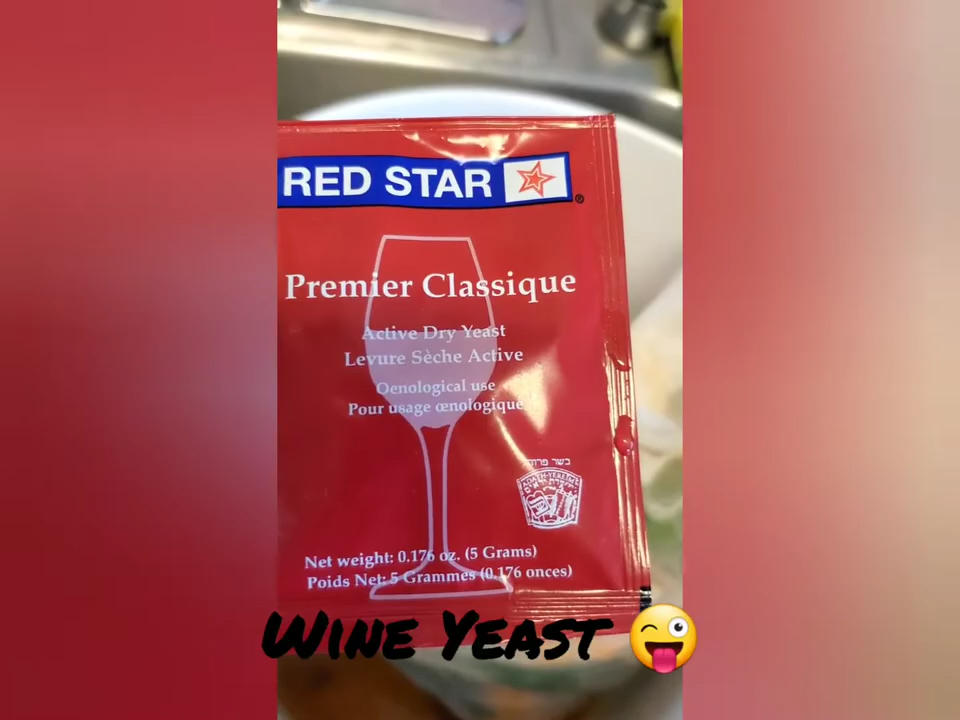 RED STAR
®
Premier Classique
Active Dry Yeast
Levure Sèche Active
Oenological use
Pour usage œnologique
Net weight: 0.176 oz. (5 Grams)
Poids Net: 5 Grammes (0.176 onces)
WINE YEAST 😜